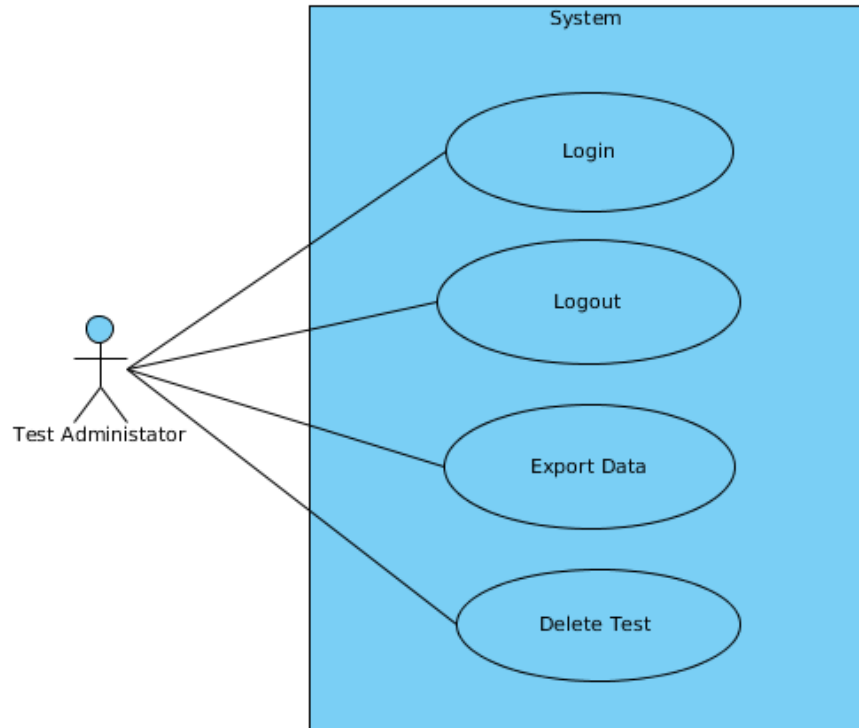 System
Login
Logout
Test Administator
Export Data
Delete Test